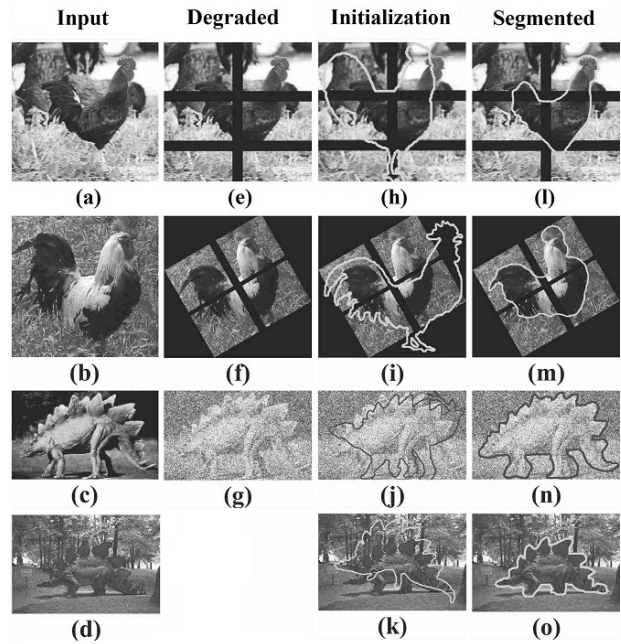 Input Degraded Initialization Segmented
(a) (e) (h) (l)
(b) (f) (i) (m)
(c) (g) (j) (n)
(d) (k) (o)